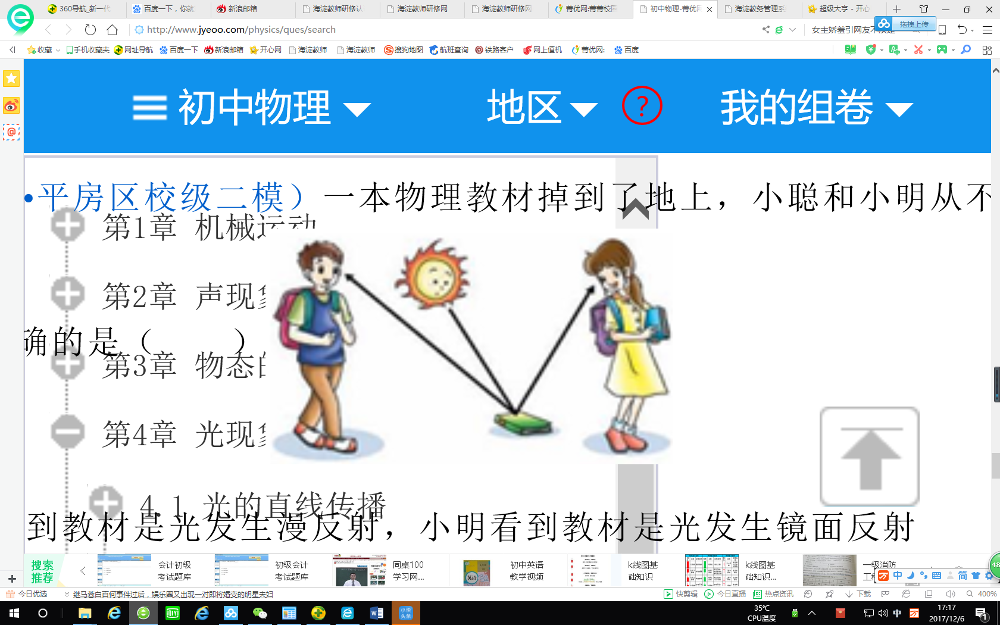 360导航_新一代
百度一下，你就
新浪邮箱
海淀教师研修认
海淀教师研修网
海淀教师研修网
菁优网:菁菁校园
初中物理-菁优网
海淀教务管理系
超级大亨 - 开心
http://www.jyeoo.com/physics/ques/search
拖拽上传
收藏
手机收藏夹
网址导航
百度一下
新浪邮箱
开心网
海淀教师
海淀教师
搜狗地图
航班查询
铁路客户
网上值机
菁优网:
百度
初中物理
地区
?
我的组卷
•平房区校级二模）一本物理教材掉到了地上，小聪和小明从不
第1章 机械运动
第2章 声现象
确的是（　　）
第3章 物态的
第4章 光现象
4.1 光的直线传播
到教材是光发生漫反射，小明看到教材是光发生镜面反射
搜索
推荐
会计初级
考试题库
初级会计
考试题库
同桌100
学习网...
初中英语
教学视频
k线图基
础知识
k线图基
础知识...
一级消防
中
简
48
今日优选
继马蓉白百何事件过后，娱乐圈又出现一对即将婚变的明星夫妇
快剪辑
今日直播
热点资讯
下载
400%
小悦
头条
35℃
CPU温度
中
17:17
2017/12/6
1